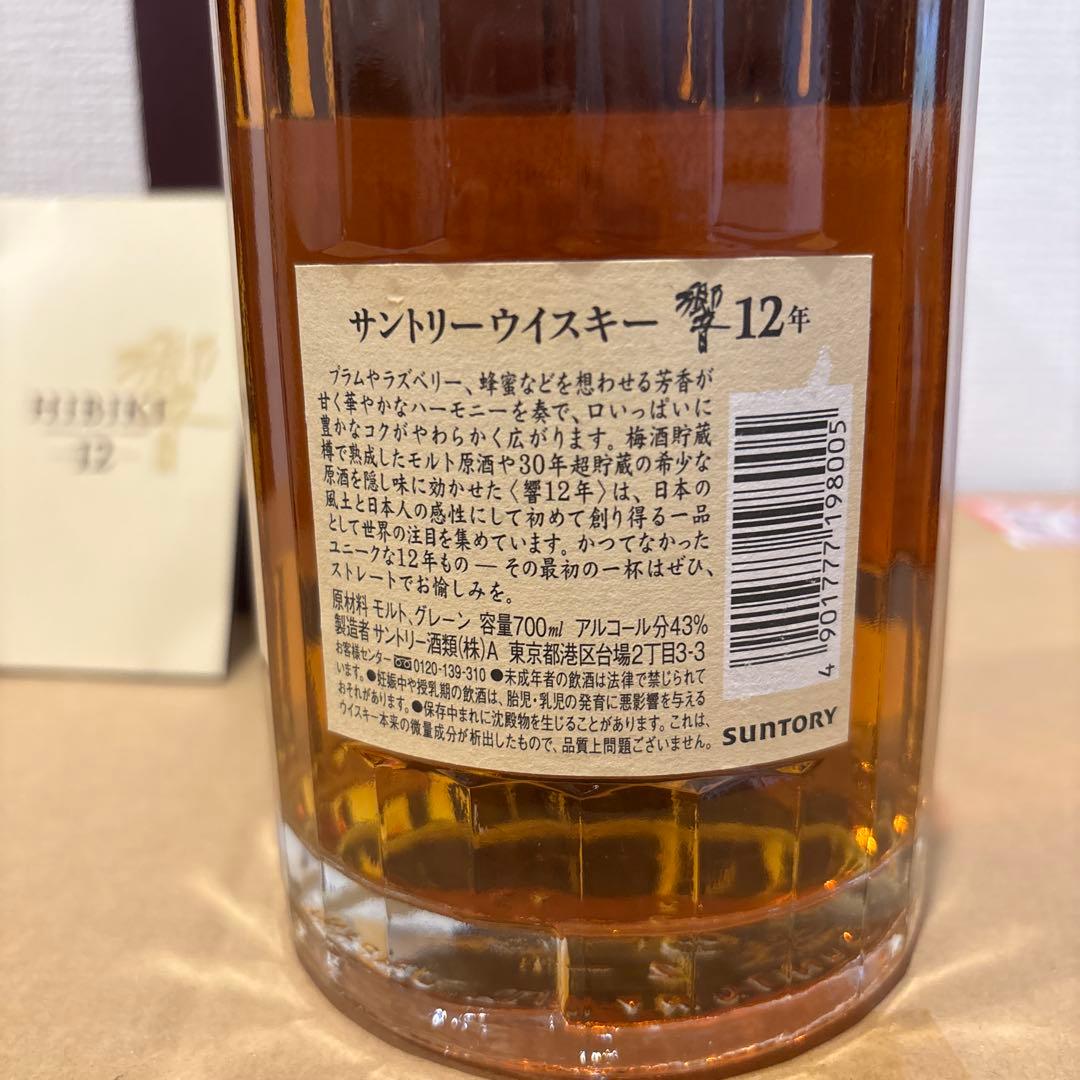 サントリーウイスキー 響 12年
プラムやラズベリー、蜂蜜などを想わせる芳香が
甘く華やかなハーモニーを奏で、口いっぱいに
豊かなコクがやわらかく広がります。梅酒貯蔵
樽で熟成したモルト原酒や30年超貯蔵の希少な
原酒を隠し味に効かせた〈響12年〉は、日本の
風土と日本人の感性にして初めて創り得る一品
として世界の注目を集めています。かつてなかった
ユニークな12年もの — その最初の一杯はぜひ、
ストレートでお愉しみを。
原材料 モルト、グレーン 容量700ml アルコール分43%
製造者 サントリー酒類(株)A 東京都港区台場2丁目3-3
お客様センター 0120-139-310 ●未成年者の飲酒は法律で禁じられて
います。●妊娠中や授乳期の飲酒は、胎児・乳児の発育に悪影響を与える
おそれがあります。●保存中まれに沈殿物を生じることがあります。これは、
ウイスキー本来の微量成分が析出したもので、品質上問題ございません。
4 901777 198005
SUNTORY
響
HIBIKI
12